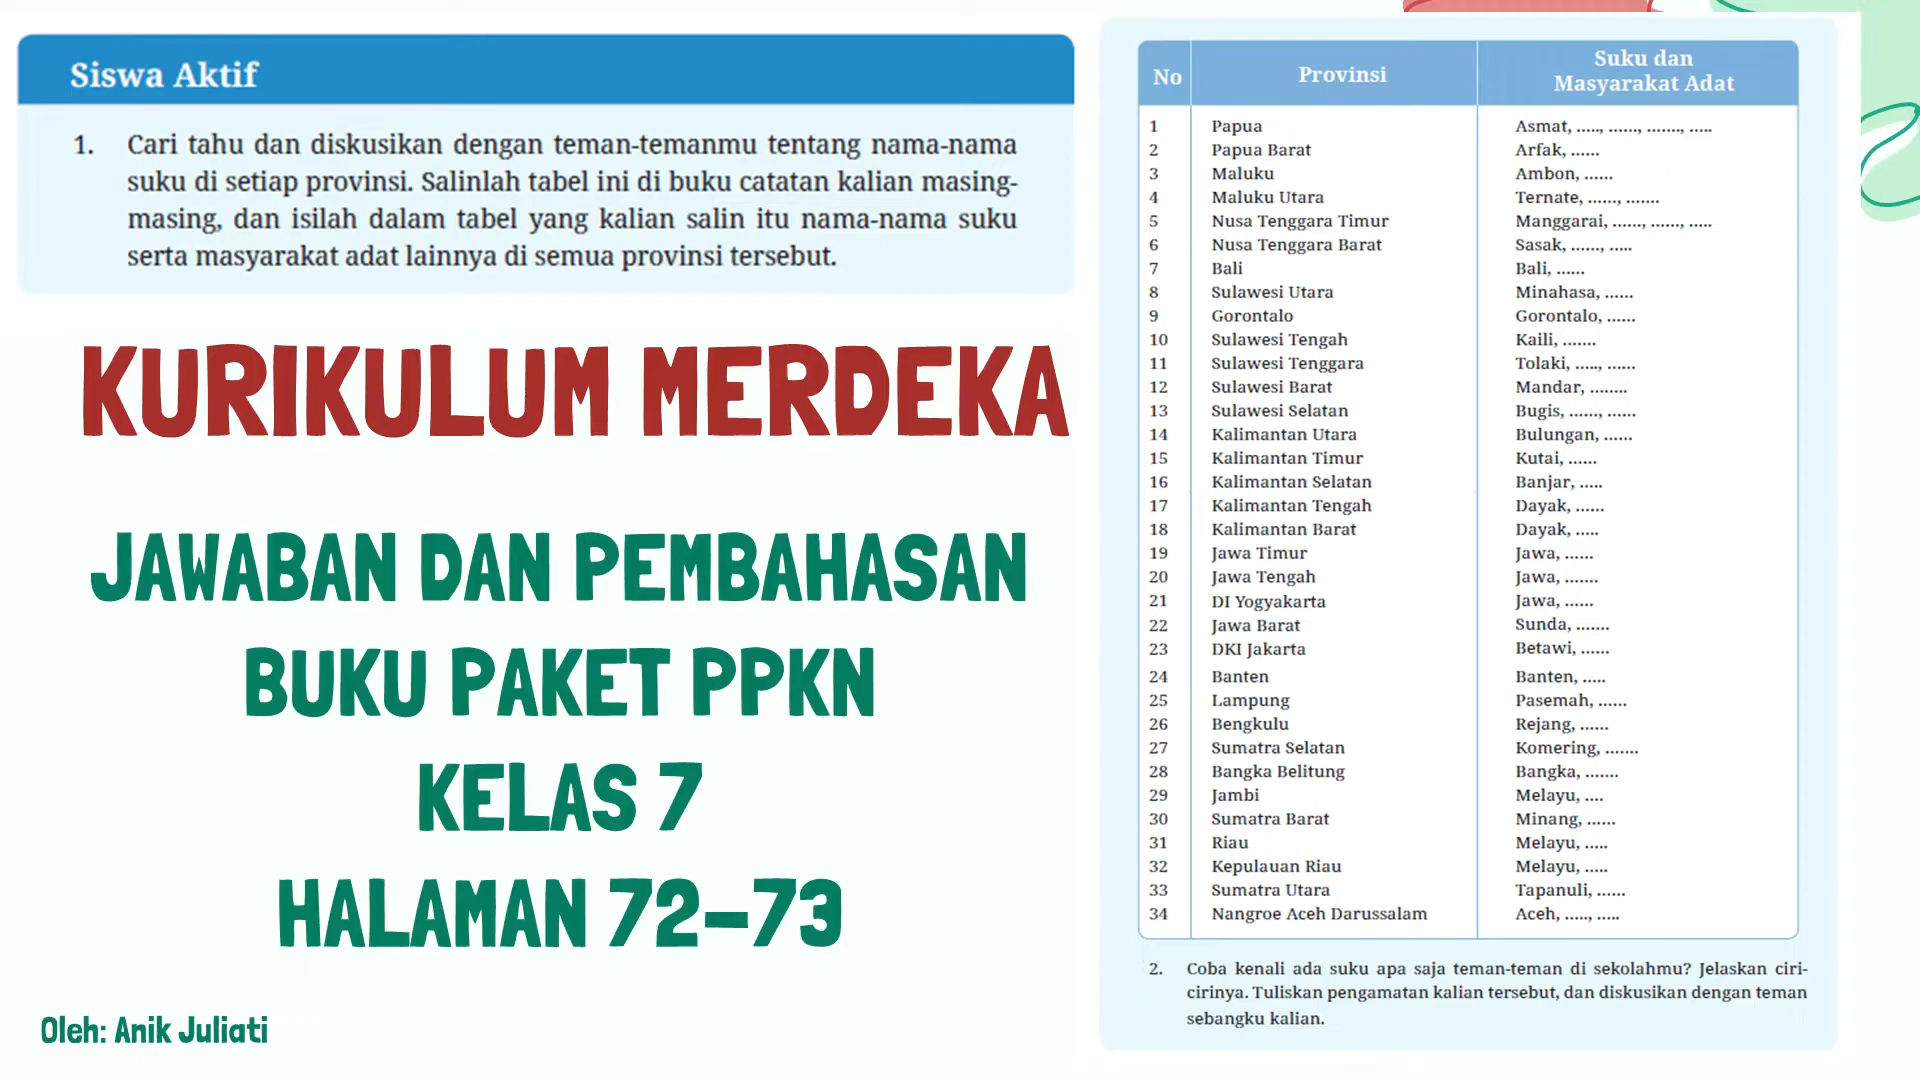 Siswa Aktif
1. Cari tahu dan diskusikan dengan teman-temanmu tentang nama-nama
suku di setiap provinsi. Salinlah tabel ini di buku catatan kalian masing-
masing, dan isilah dalam tabel yang kalian salin itu nama-nama suku
serta masyarakat adat lainnya di semua provinsi tersebut.
KURIKULUM MERDEKA
JAWABAN DAN PEMBAHASAN
BUKU PAKET PPKN
KELAS 7
HALAMAN 72-73
Oleh: Anik Juliati
No Provinsi Suku dan
Masyarakat Adat
1 Papua Asmat, ....., ......, ......., .....
2 Papua Barat Arfak, ......
3 Maluku Ambon, ......
4 Maluku Utara Ternate, ......, .......
5 Nusa Tenggara Timur Manggarai, ......, ......, .....
6 Nusa Tenggara Barat Sasak, ......, .....
7 Bali Bali, ......
8 Sulawesi Utara Minahasa, ......
9 Gorontalo Gorontalo, ......
10 Sulawesi Tengah Kaili, .......
11 Sulawesi Tenggara Tolaki, ....., ......
12 Sulawesi Barat Mandar, ........
13 Sulawesi Selatan Bugis, ......, ......
14 Kalimantan Utara Bulungan, ......
15 Kalimantan Timur Kutai, ......
16 Kalimantan Selatan Banjar, .....
17 Kalimantan Tengah Dayak, ......
18 Kalimantan Barat Dayak, .....
19 Jawa Timur Jawa, ......
20 Jawa Tengah Jawa, .......
21 DI Yogyakarta Jawa, ......
22 Jawa Barat Sunda, .......
23 DKI Jakarta Betawi, ......
24 Banten Banten, .....
25 Lampung Pasemah, ......
26 Bengkulu Rejang, ......
27 Sumatra Selatan Komering, .......
28 Bangka Belitung Bangka, .......
29 Jambi Melayu, ....
30 Sumatra Barat Minang, ......
31 Riau Melayu, .....
32 Kepulauan Riau Melayu, .....
33 Sumatra Utara Tapanuli, ......
34 Nangroe Aceh Darussalam Aceh, ....., .....
2. Coba kenali ada suku apa saja teman-teman di sekolahmu? Jelaskan ciri-
cirinya. Tuliskan pengamatan kalian tersebut, dan diskusikan dengan teman
sebangku kalian.